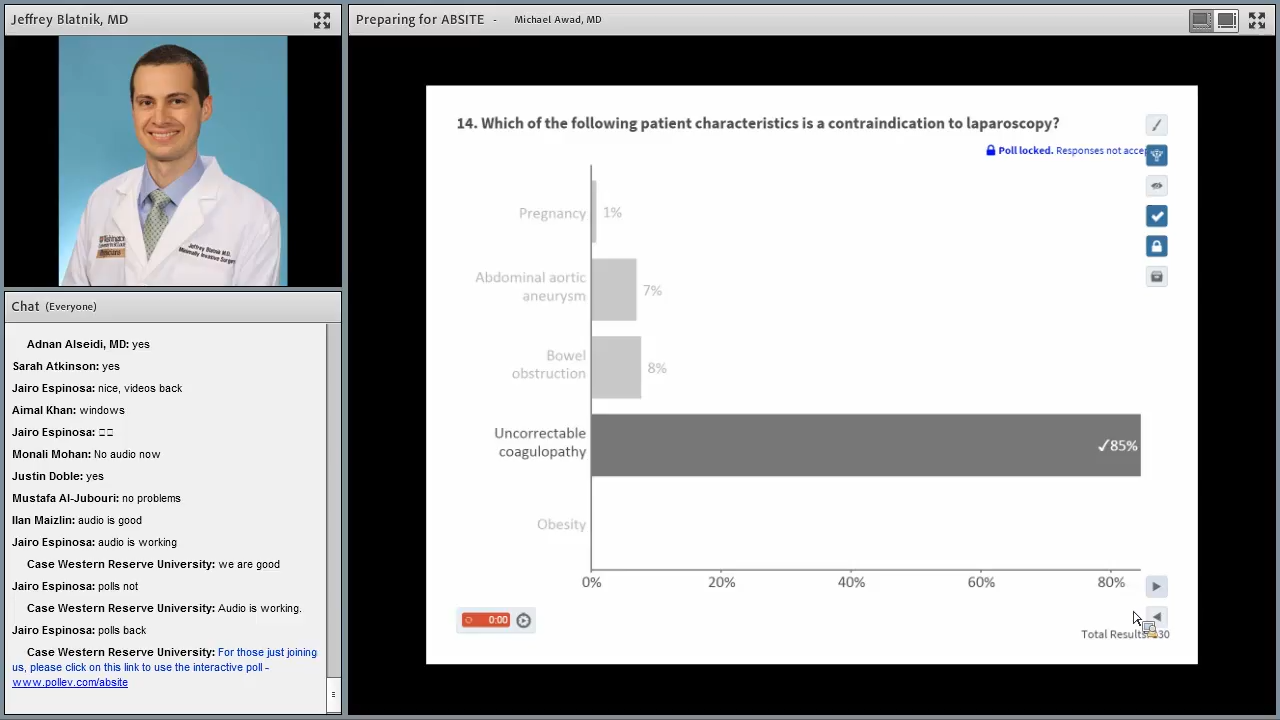 Jeffrey Blatnik, MD
Jeffrey Blatnik M.D.
Minimally Invasive Surgery
Chat (Everyone)
Adnan Alseidi, MD: yes
Sarah Atkinson: yes
Jairo Espinosa: nice, videos back
Aimal Khan: windows
Jairo Espinosa: 
Monali Mohan: No audio now
Justin Doble: yes
Mustafa Al-Jubouri: no problems
Ilan Maizlin: audio is good
Jairo Espinosa: audio is working
Case Western Reserve University: we are good
Jairo Espinosa: polls not
Case Western Reserve University: Audio is working.
Jairo Espinosa: polls back
Case Western Reserve University: For those just joining
us, please click on this link to use the interactive poll -
www.pollev.com/absite
Preparing for ABSITE - Michael Awad, MD
14. Which of the following patient characteristics is a contraindication to laparoscopy?
Poll locked. Responses not accep
Pregnancy
1%
Abdominal aortic
aneurysm
7%
Bowel
obstruction
8%
Uncorrectable
coagulopathy
✓85%
Obesity
0% 20% 40% 60% 80%
0:00
Total Results: 30